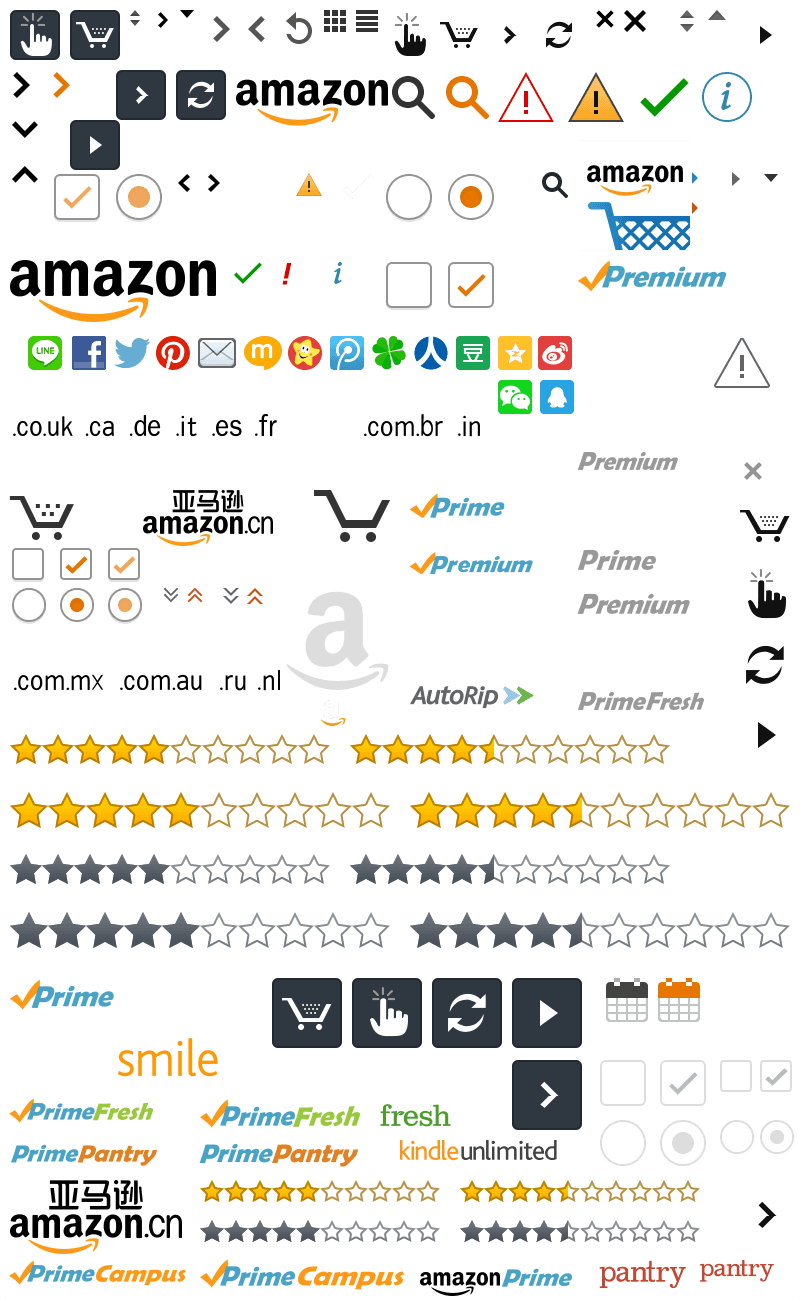 amazon
amazon
amazon
Premium
LINE
f
m
豆
.co.uk .ca .de .it .es .fr .com.br .in
Premium
亚马逊
amazon.cn
Prime
Premium
Prime
Premium
a
.com.mx .com.au .ru .nl
AutoRip
PrimeFresh
a
Prime
smile
PrimeFresh PrimeFresh fresh
PrimePantry PrimePantry kindleunlimited
亚马逊
amazon.cn
PrimeCampus PrimeCampus amazonPrime pantry pantry